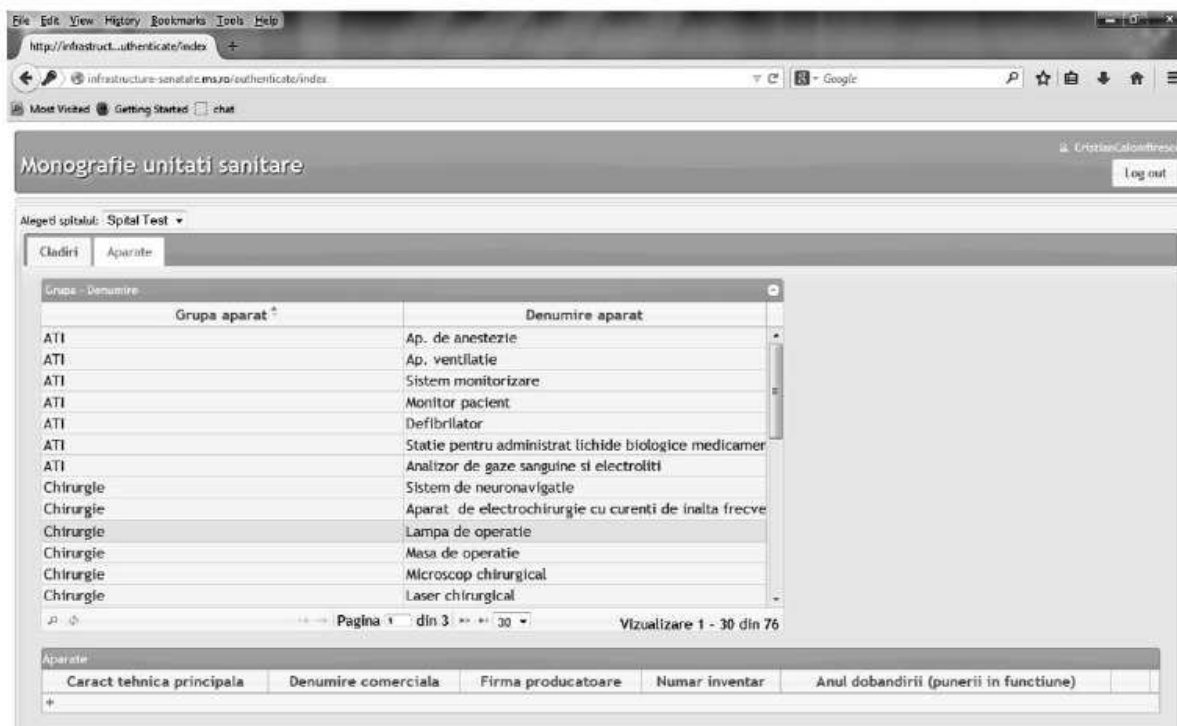 File Edit View History Bookmarks Tools Help
http://infrastruct...uthenticate/index +
infrastructure-sanatate.ms.ro/authenticate/index Google
Most Visited Getting Started chat
CristianCalomfirescu
Monografie unitati sanitare
Log out
Alegeti spitalul: Spital Test
Cladiri Aparate
Grupa - Denumire
Grupa aparat Denumire aparat
ATI Ap. de anestezie
ATI Ap. ventilatie
ATI Sistem monitorizare
ATI Monitor pacient
ATI Defibrilator
ATI Statie pentru administrat lichide biologice medicamer
ATI Analizor de gaze sanguine si electroliti
Chirurgie Sistem de neuronavigatie
Chirurgie Aparat de electrochirurgie cu curenti de inalta frecve
Chirurgie Lampa de operatie
Chirurgie Masa de operatie
Chirurgie Microscop chirurgical
Chirurgie Laser chirurgical
Pagina 1 din 3 30 Vizualizare 1 - 30 din 76
Aparate
Caract tehnica principala Denumire comerciala Firma producatoare Numar inventar Anul dobandirii (punerii in functiune)
+